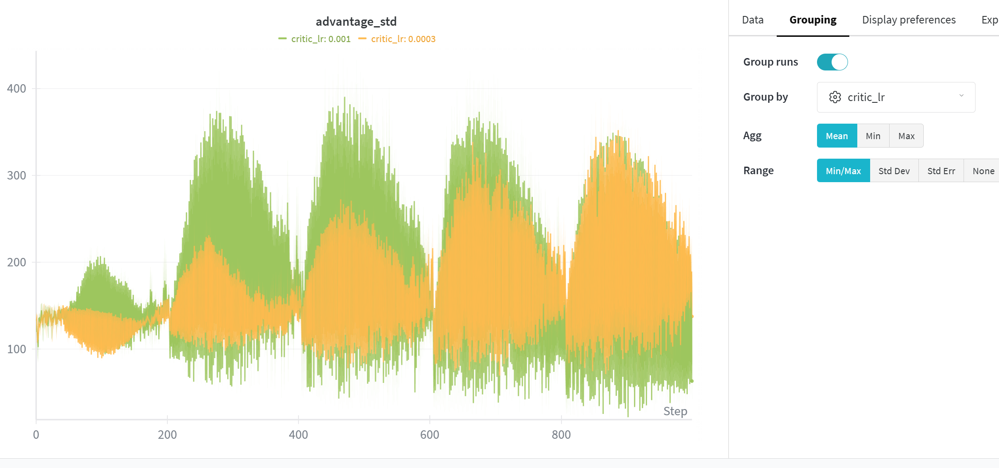 advantage_std
critic_lr: 0.001 critic_lr: 0.0003
400
300
200
100
Step
0 200 400 600 800
Data Grouping Display preferences Exp
Group runs
Group by critic_lr
Agg Mean Min Max
Range Min/Max Std Dev Std Err None